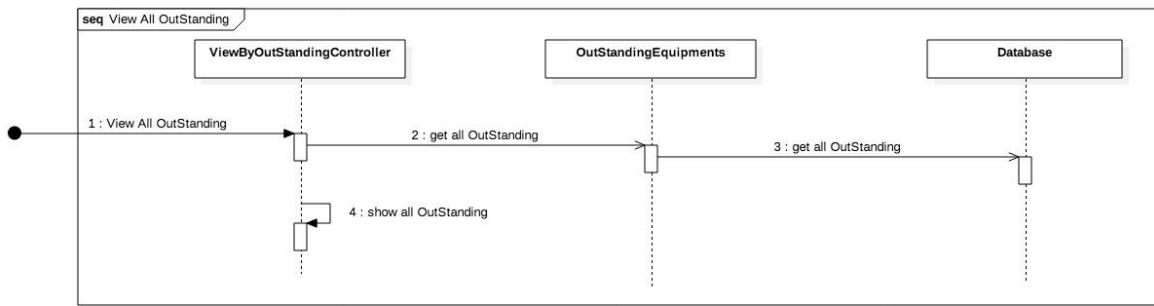 seq View All OutStanding
ViewByOutStandingController
OutStandingEquipments
Database
1 : View All OutStanding
2 : get all OutStanding
3 : get all OutStanding
4 : show all OutStanding